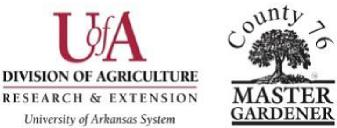 UofA
DIVISION OF AGRICULTURE
RESEARCH & EXTENSION
University of Arkansas System
County 76
MASTER
GARDENER
®